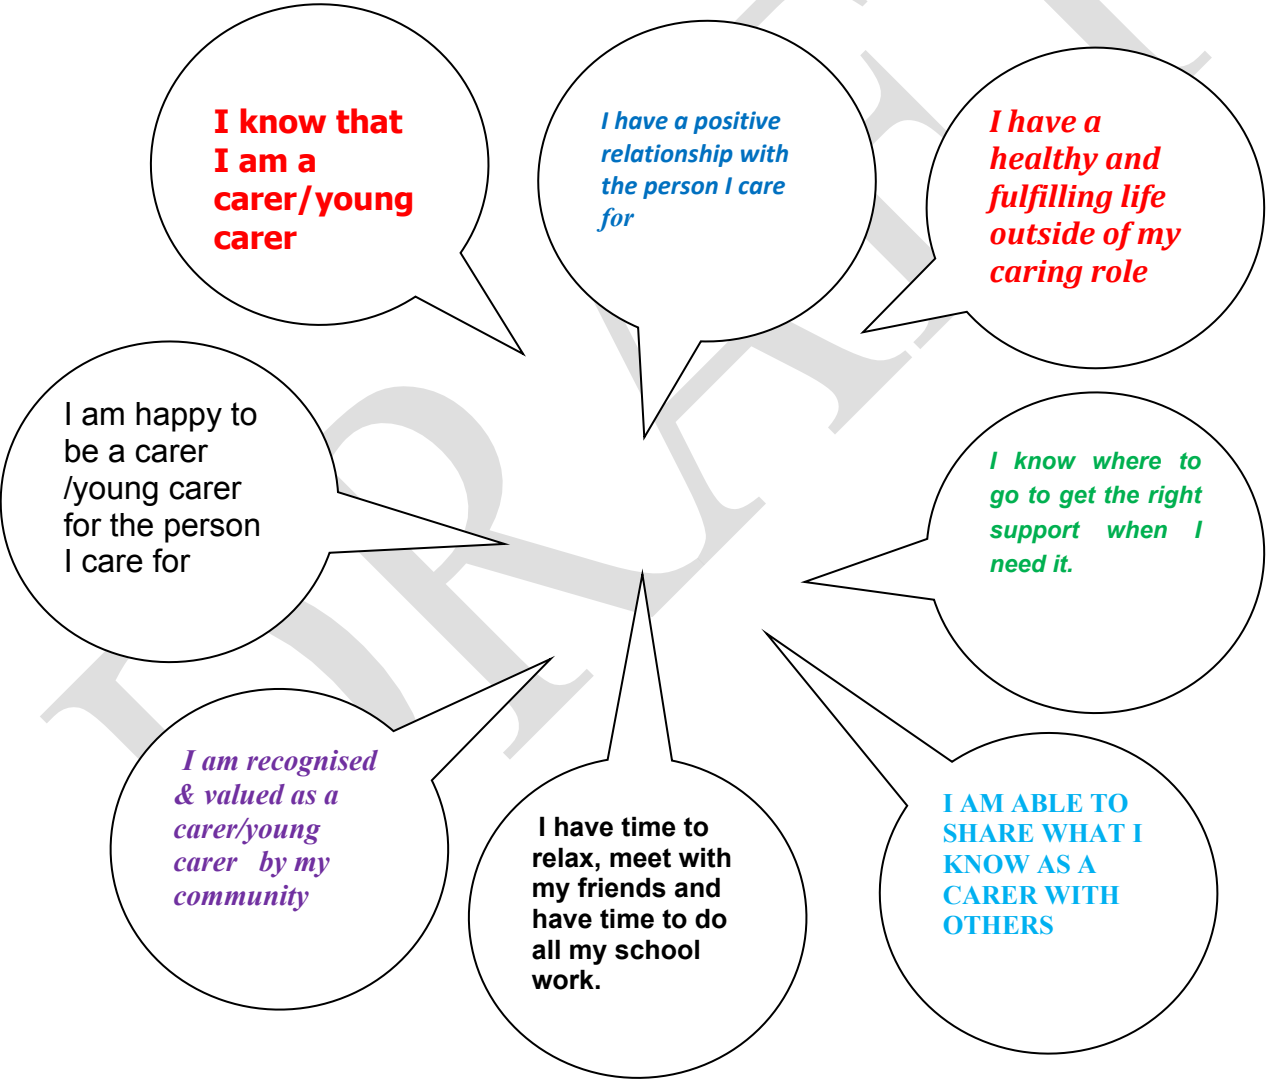 I know that
I am a
carer/young
carer
I have a positive
relationship with
the person I care
for
I have a
healthy and
fulfilling life
outside of my
caring role
I am happy to
be a carer
/young carer
for the person
I care for
I know where to
go to get the right
support when I
need it.
I am recognised
& valued as a
carer/young
carer by my
community
I have time to
relax, meet with
my friends and
have time to do
all my school
work.
I AM ABLE TO
SHARE WHAT I
KNOW AS A
CARER WITH
OTHERS
DRAFT